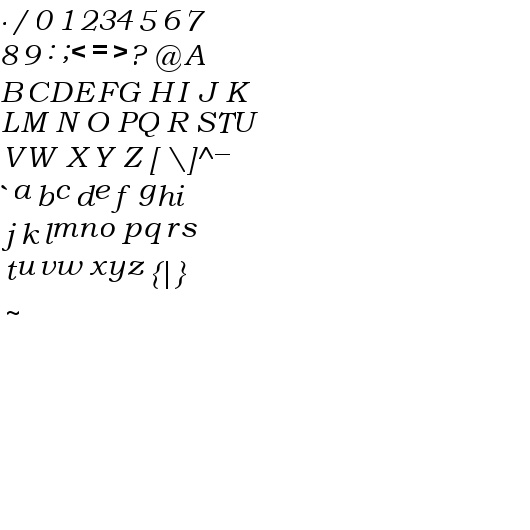 . / 0 1 2 3 4 5 6 7
8 9 : ; < = > ? @ A
B C D E F G H I J K
L M N O P Q R S T U
V W X Y Z [ \ ] ^ _
` a b c d e f g h i
j k l m n o p q r s
t u v w x y z { | }
~